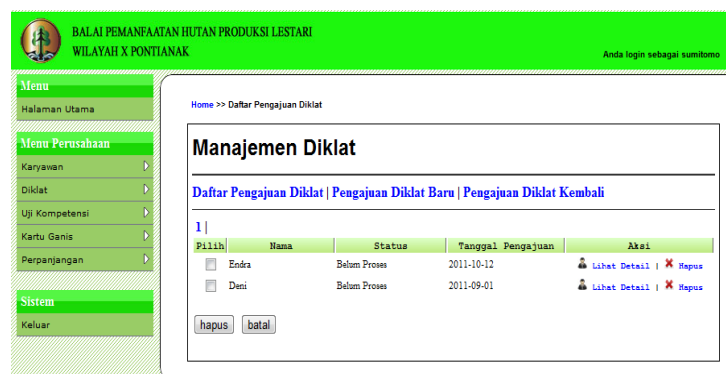 BALAI PEMANFAATAN HUTAN PRODUKSI LESTARI
WILAYAH X PONTIANAK
Anda login sebagai sumitomo
Menu
Halaman Utama
Menu Perusahaan
Karyawan
Diklat
Uji Kompetensi
Kartu Ganis
Perpanjangan
Sistem
Keluar
Home >> Daftar Pengajuan Diklat
Manajemen Diklat
Daftar Pengajuan Diklat | Pengajuan Diklat Baru | Pengajuan Diklat Kembali
1 |
Pilih Nama Status Tanggal Pengajuan Aksi
Endra Belum Proses 2011-10-12 Lihat Detail | Hapus
Deni Belum Proses 2011-09-01 Lihat Detail | Hapus
hapus batal